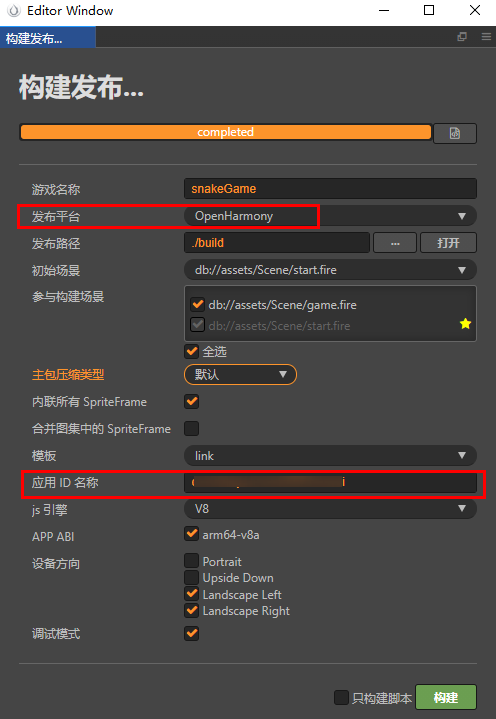 Editor Window
构建发布...
构建发布...
completed
游戏名称 snakeGame
发布平台 OpenHarmony
发布路径 ./build ... 打开
初始场景 db://assets/Scene/start.fire
参与构建场景 db://assets/Scene/game.fire
db://assets/Scene/start.fire
全选
主包压缩类型 默认
内联所有 SpriteFrame
合并图集中的 SpriteFrame
模板 link
应用 ID 名称
js 引擎 V8
APP ABI arm64-v8a
设备方向 Portrait
Upside Down
Landscape Left
Landscape Right
调试模式
只构建脚本 构建